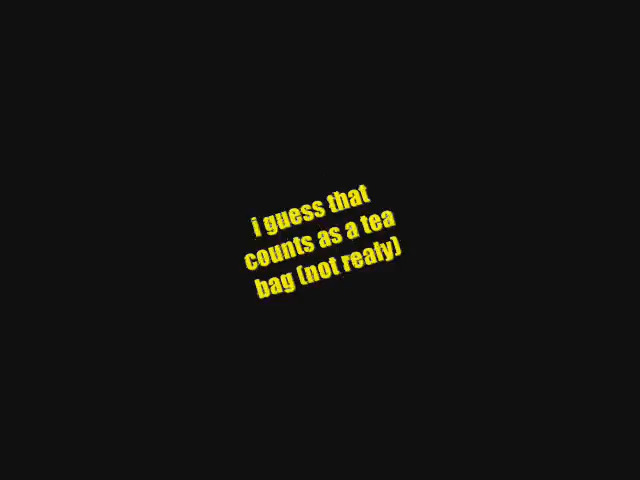 i guess that
counts as a tea
bag (not realy)